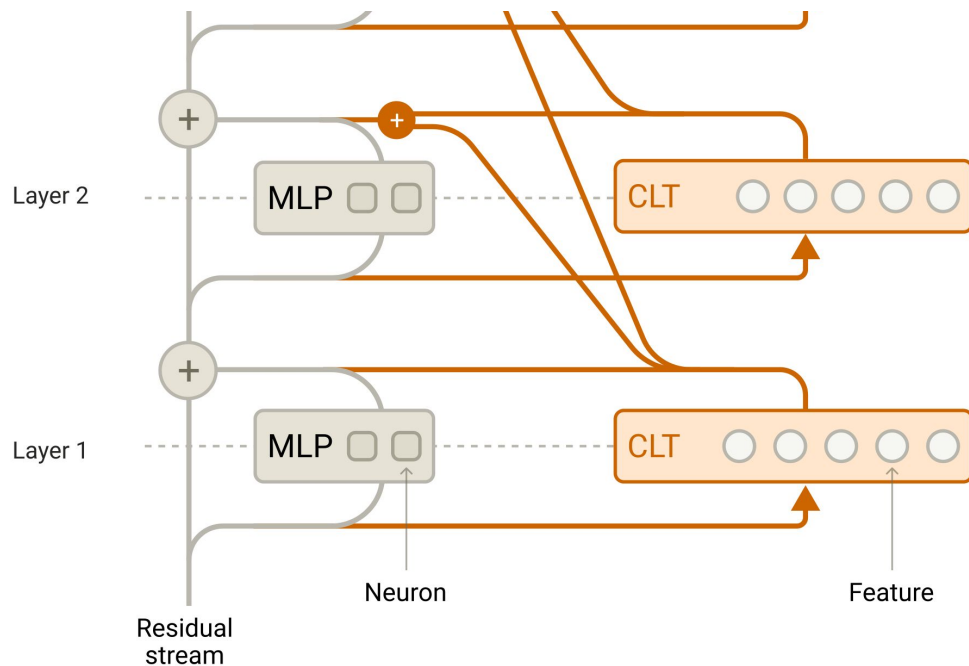 +
+
Layer 2
MLP
CLT
+
Layer 1
MLP
CLT
Neuron
Feature
Residual
stream